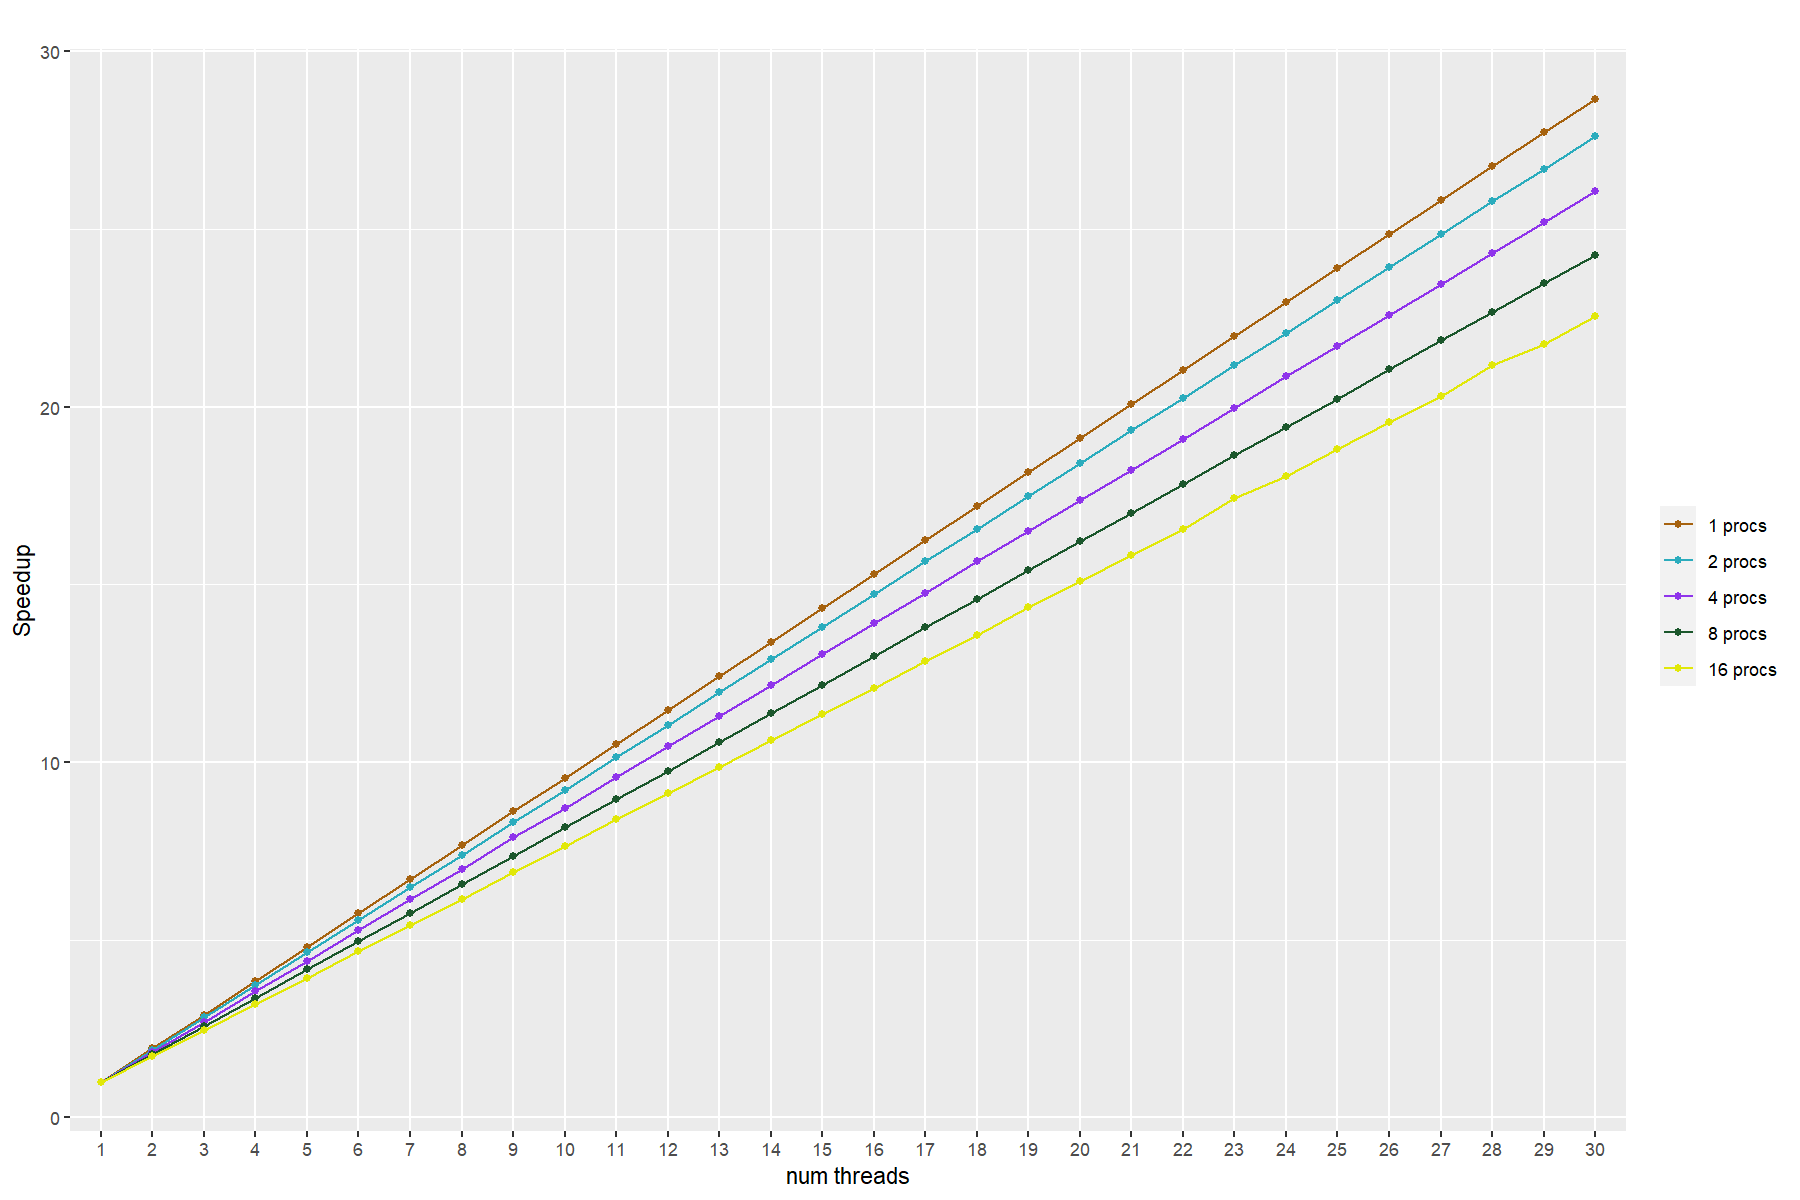 30
20
10
0
Speedup
1 2 3 4 5 6 7 8 9 10 11 12 13 14 15 16 17 18 19 20 21 22 23 24 25 26 27 28 29 30
num threads
1 procs
2 procs
4 procs
8 procs
16 procs